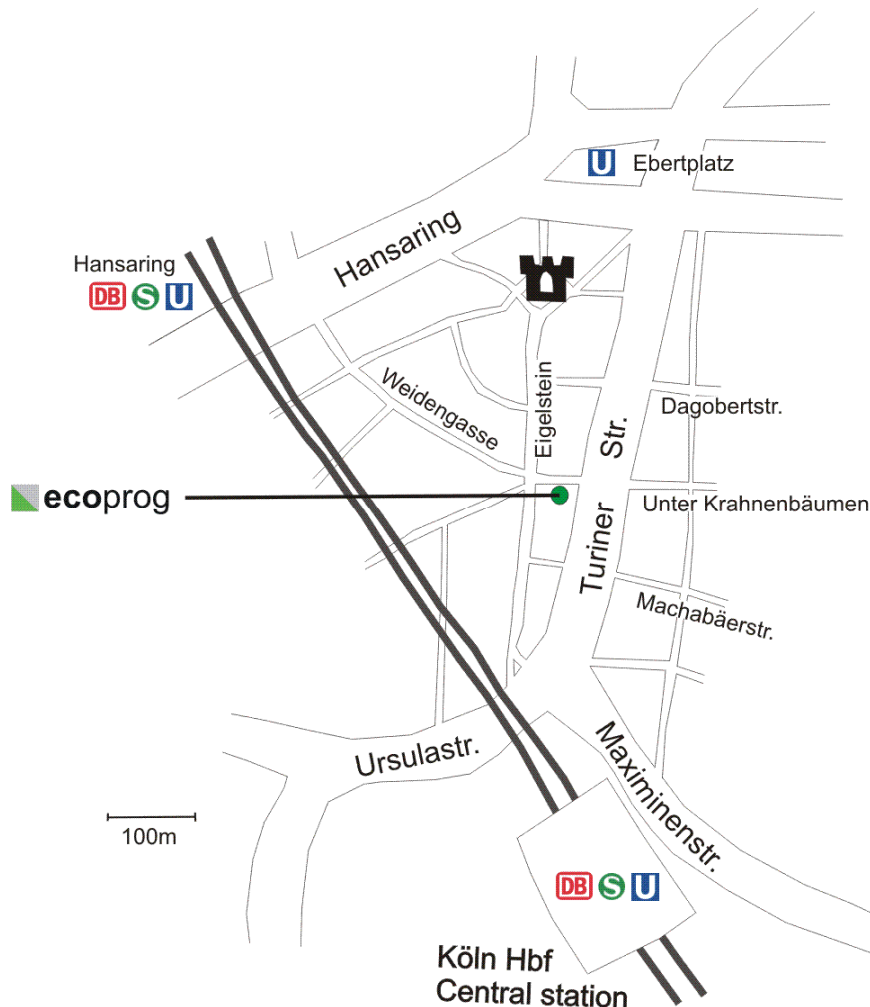 U Ebertplatz
Hansaring
Hansaring
DB S U
Weidengasse
Eigelstein
Dagobertstr.
Turiner Str.
ecoprog
Unter Krahnenbäumen
Machabäerstr.
Ursulastr.
Maximinenstr.
100m
DB S U
Köln Hbf
Central station